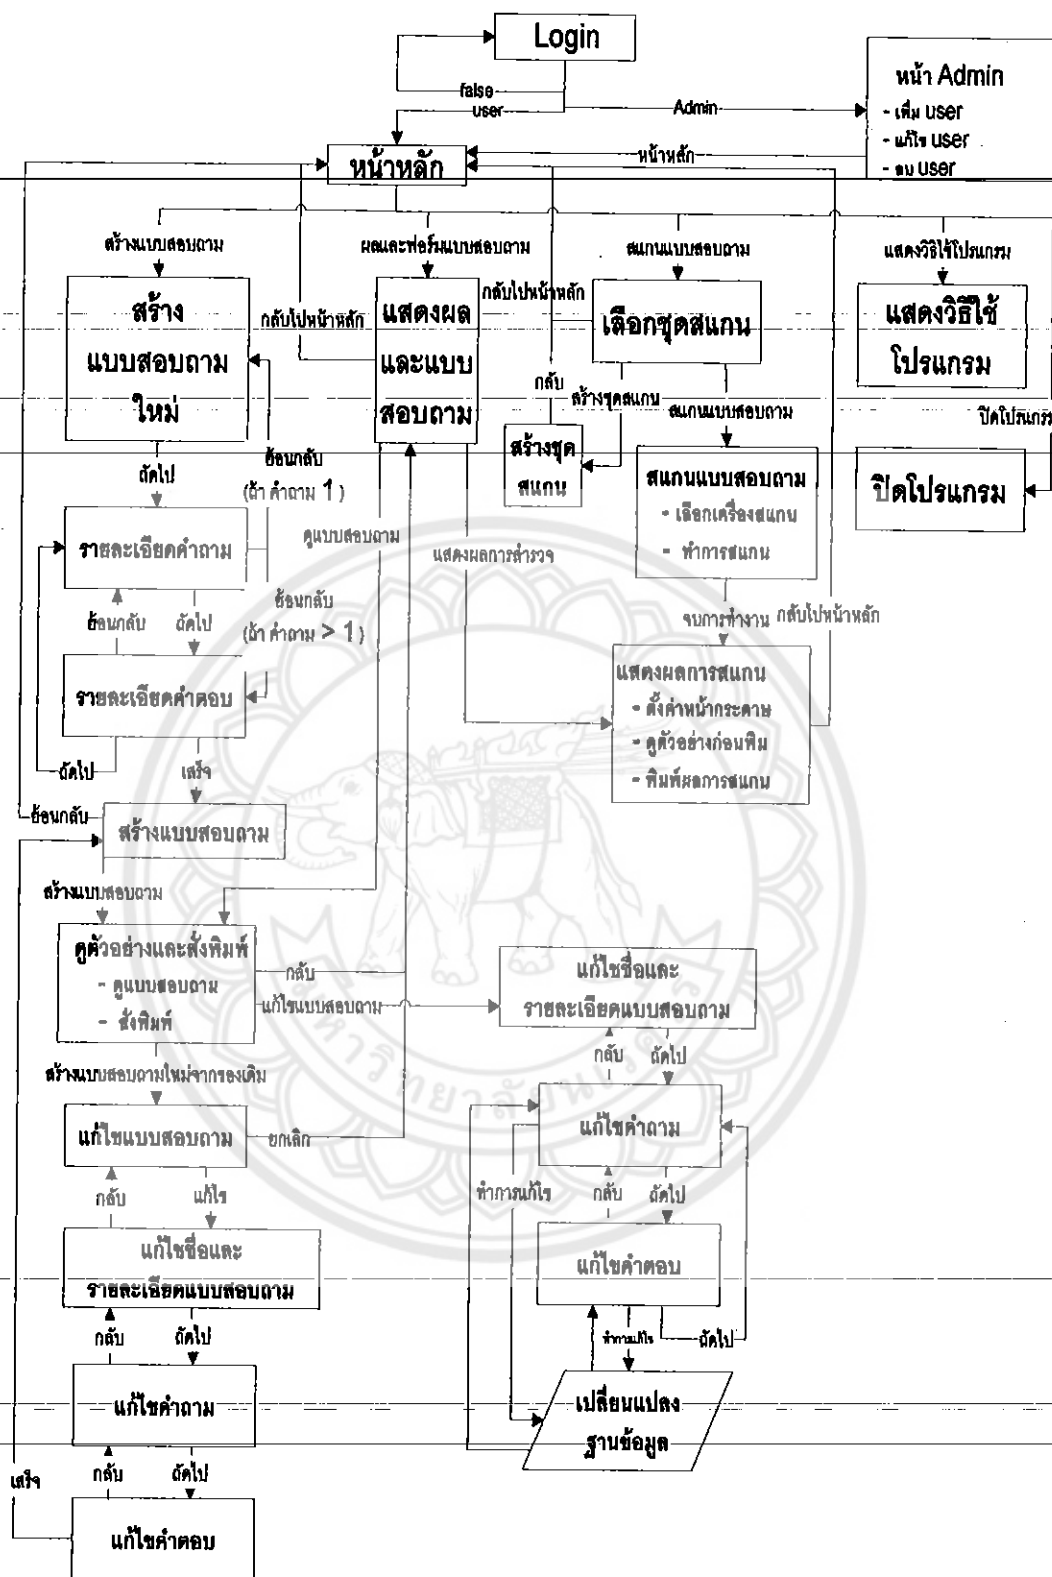 Login
false
user
Admin
หน้า Admin
- เพิ่ม user
- แก้ไข user
- ลบ user
หน้าหลัก
หน้าหลัก
สร้างแบบสอบถาม
ผลและฟอร์มแบบสอบถาม
สแกนแบบสอบถาม
แสดงวิธีใช้โปรแกรม
สร้าง
แบบสอบถาม
ใหม่
กลับไปหน้าหลัก
แสดงผล
และแบบ
สอบถาม
กลับไปหน้าหลัก
เลือกชุดสแกน
แสดงวิธีใช้
โปรแกรม
กลับ
สร้างชุดสแกน
สแกนแบบสอบถาม
ปิดโปรแกรม
สร้างชุด
สแกน
สแกนแบบสอบถาม
- เลือกเครื่องสแกน
- ทำการสแกน
ปิดโปรแกรม
ถัดไป
ย้อนกลับ
(ถ้า คำถาม 1 )
ดูแบบสอบถาม
แสดงผลการสำรวจ
รายละเอียดคำถาม
ย้อนกลับ
ถัดไป
ย้อนกลับ
(ถ้า คำถาม > 1 )
จบการทำงาน
กลับไปหน้าหลัก
รายละเอียดคำตอบ
แสดงผลการสแกน
- ตั้งค่าหน้ากระดาษ
- ดูตัวอย่างก่อนพิม
- พิมพ์ผลการสแกน
ถัดไป
เสร็จ
ย้อนกลับ
สร้างแบบสอบถาม
สร้างแบบสอบถาม
ดูตัวอย่างและสั่งพิมพ์
- ดูแบบสอบถาม
- สั่งพิมพ์
กลับ
แก้ไขแบบสอบถาม
แก้ไขชื่อและ
รายละเอียดแบบสอบถาม
กลับ
ถัดไป
สร้างแบบสอบถามใหม่จากของเดิม
แก้ไขแบบสอบถาม
ยกเลิก
แก้ไขคำถาม
กลับ
แก้ไข
ทำการแก้ไข
กลับ
ถัดไป
แก้ไขชื่อและ
รายละเอียดแบบสอบถาม
แก้ไขคำตอบ
กลับ
ถัดไป
ทำการแก้ไข
ถัดไป
แก้ไขคำถาม
เปลี่ยนแปลง
ฐานข้อมูล
เสร็จ
กลับ
ถัดไป
แก้ไขคำตอบ